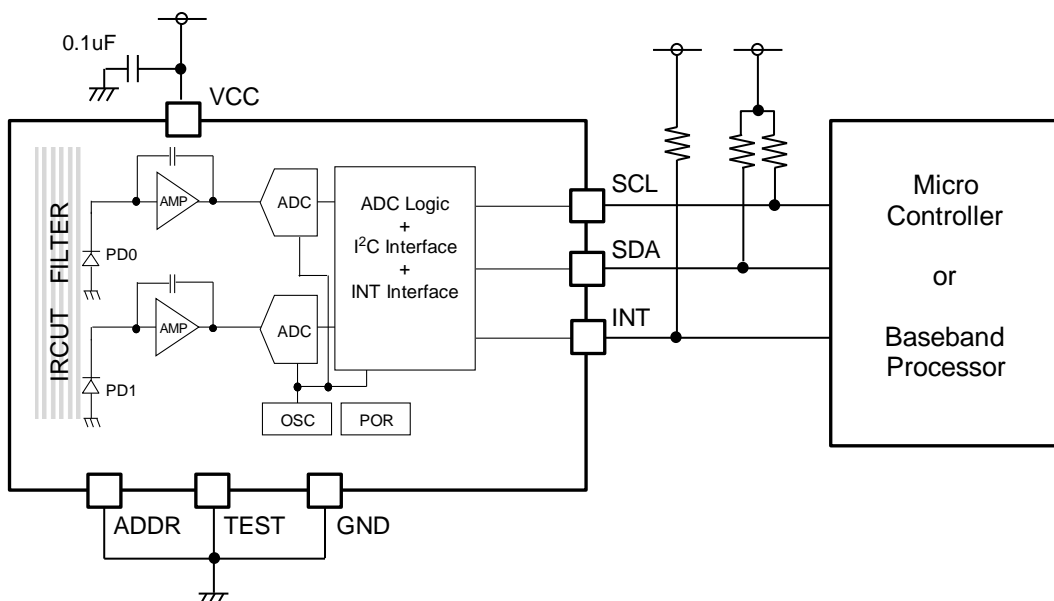 0.1uF
VCC
IRCUT FILTER
AMP
ADC
PD0
AMP
ADC
PD1
OSC
POR
ADC Logic
+
I²C Interface
+
INT Interface
SCL
SDA
INT
Micro
Controller
or
Baseband
Processor
ADDR
TEST
GND